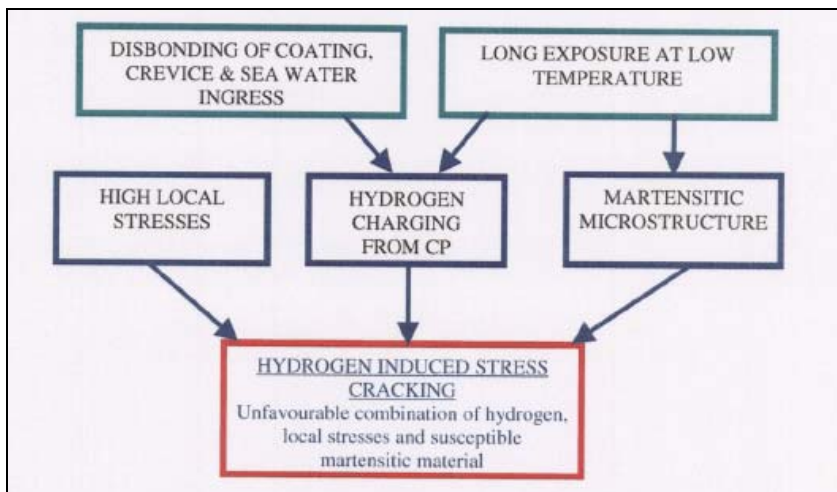 DISBONDING OF COATING,
CREVICE & SEA WATER
INGRESS
LONG EXPOSURE AT LOW
TEMPERATURE
HIGH LOCAL
STRESSES
HYDROGEN
CHARGING
FROM CP
MARTENSITIC
MICROSTRUCTURE
HYDROGEN INDUCED STRESS
CRACKING
Unfavourable combination of hydrogen,
local stresses and susceptible
martensitic material